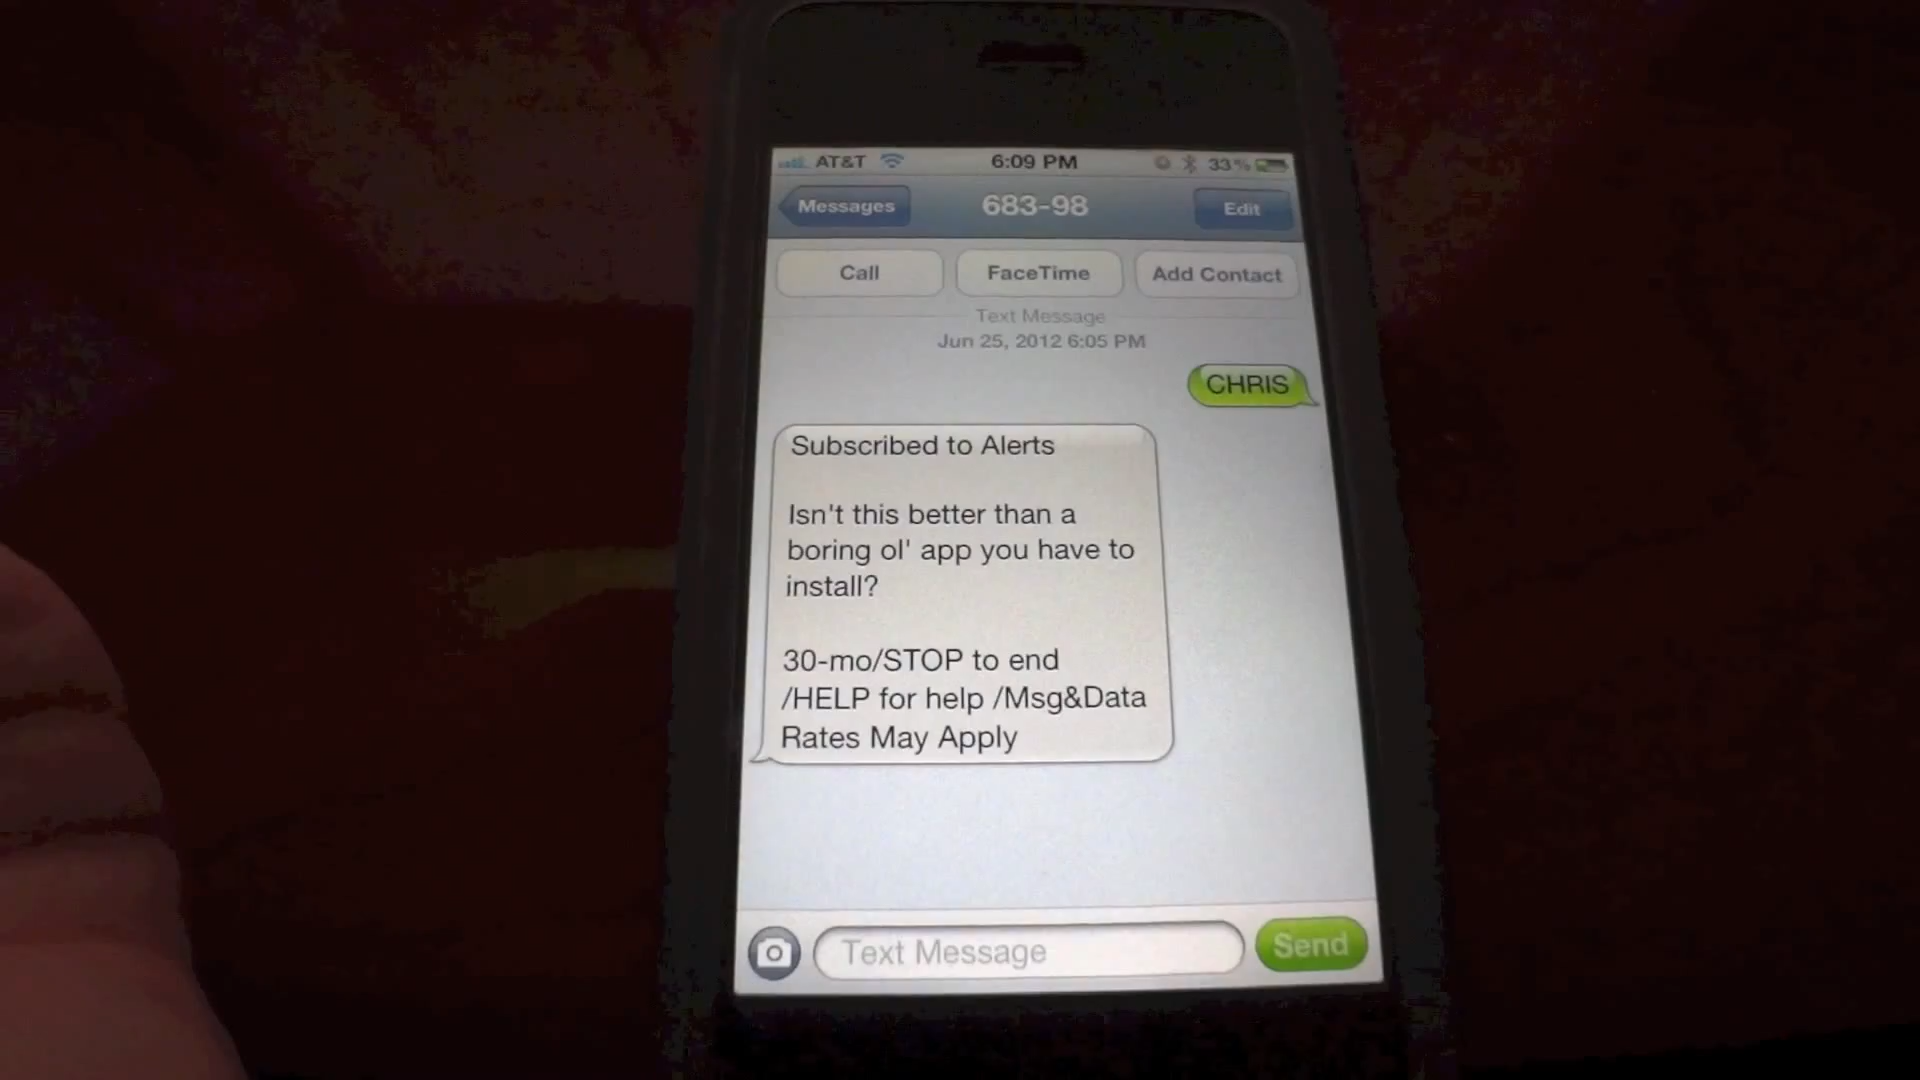 AT&T 6:09 PM 33%
Messages 683-98 Edit
Call FaceTime Add Contact
Text Message
Jun 25, 2012 6:05 PM
CHRIS
Subscribed to Alerts
Isn't this better than a
boring ol' app you have to
install?
30-mo/STOP to end
/HELP for help /Msg&Data
Rates May Apply
Text Message Send